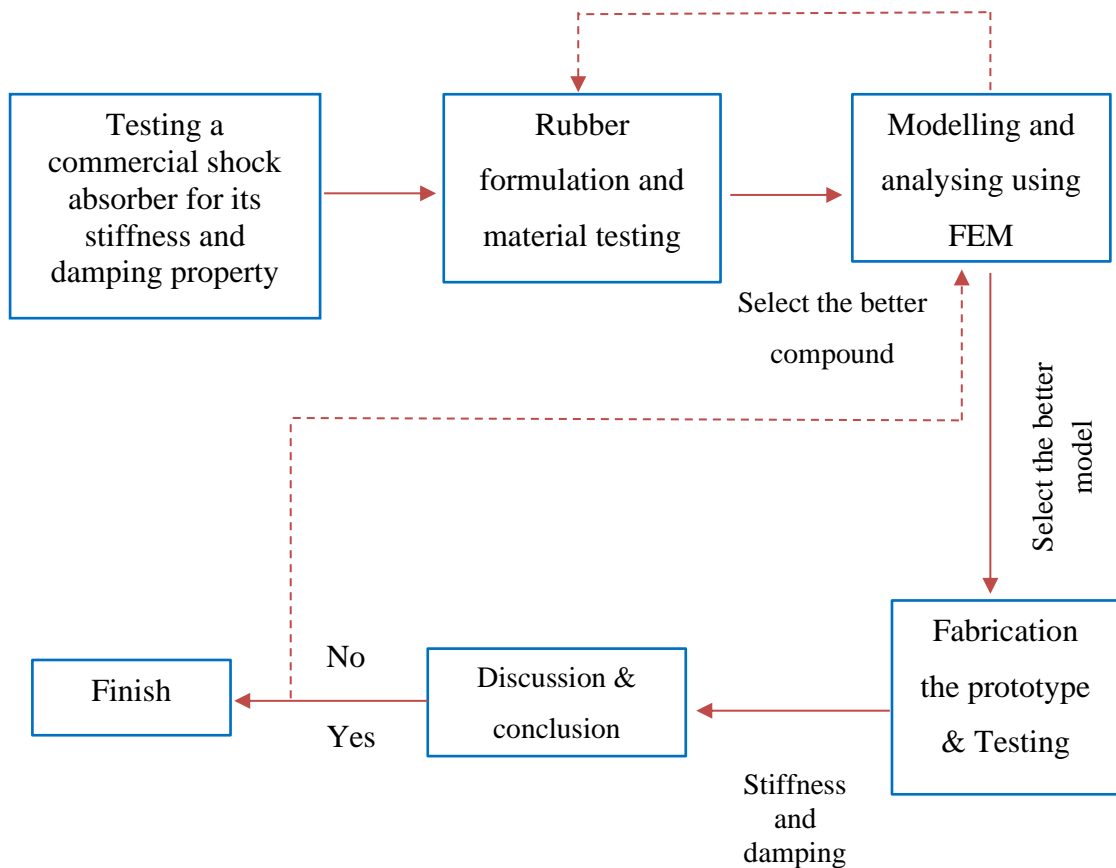 Testing a
commercial shock
absorber for its
stiffness and
damping property
Rubber
formulation and
material testing
Modelling and
analysing using
FEM
Select the better
compound
Select the better
model
Fabrication
the prototype
& Testing
Stiffness
and
damping
Discussion &
conclusion
No
Yes
Finish